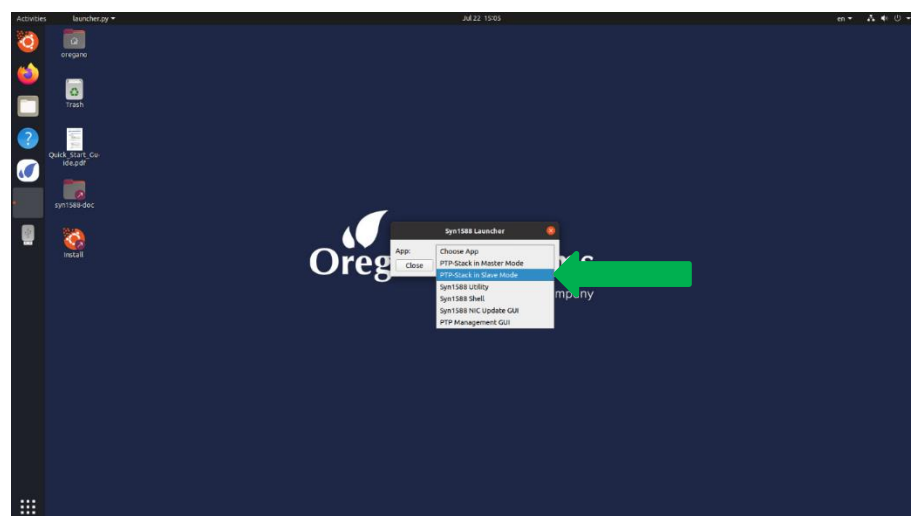 Activities
launcher.py
Jul 22 15:05
en
oregano
Trash
Quick_Start_Gu
ide.pdf
syn1588-doc
Install
Syn1588 Launcher
App:
Choose App
Close
PTP-Stack in Master Mode
PTP-Stack in Slave Mode
Syn1588 Utility
Syn1588 Shell
Syn1588 NIC Update GUI
PTP Management GUI
Oreg
mpany